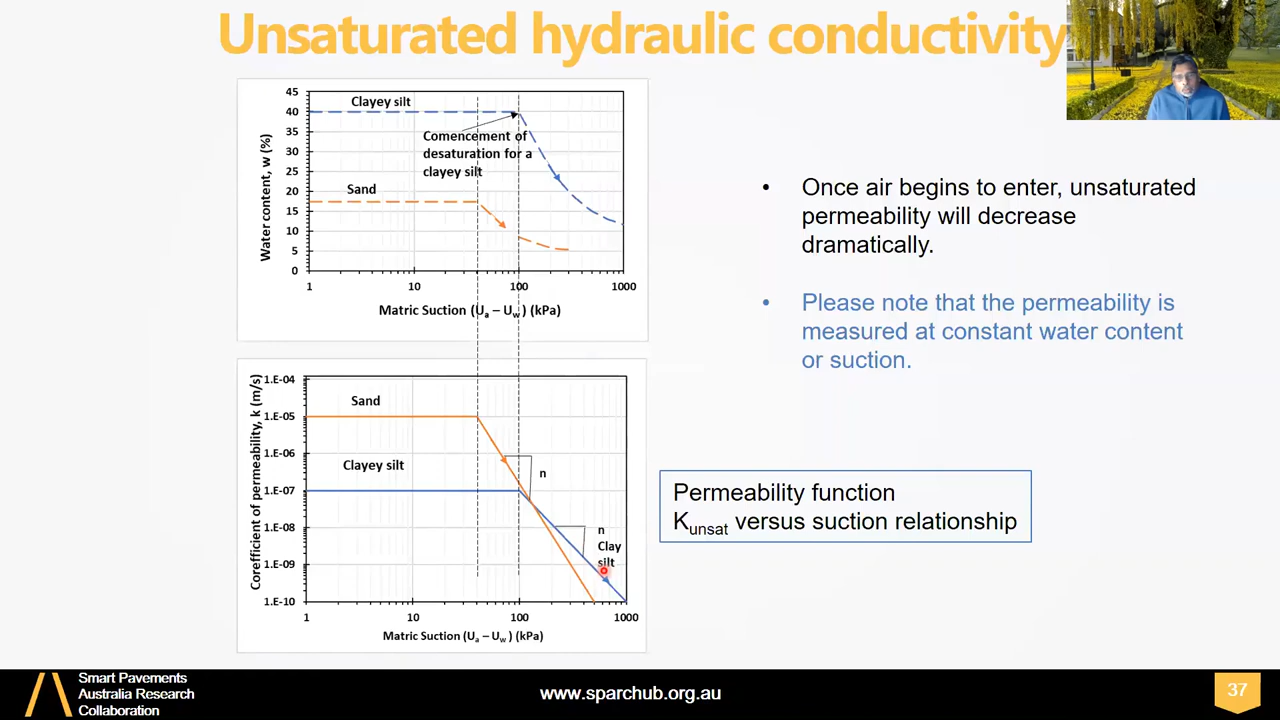 Unsaturated hydraulic conductivity
45
40
35
30
25
20
15
10
5
0
Water content, w (%)
Clayey silt
Comencement of
desaturation for a
clayey silt
Sand
1
10
100
1000
Matric Suction (Ua – Uw ) (kPa)
1.E-04
1.E-05
1.E-06
1.E-07
1.E-08
1.E-09
1.E-10
Corefficient of permeability, k (m/s)
Sand
Clayey silt
n
n
Clay
silt
1
10
100
1000
Matric Suction (Ua – Uw ) (kPa)
• Once air begins to enter, unsaturated
permeability will decrease
dramatically.
• Please note that the permeability is
measured at constant water content
or suction.
Permeability function
Kunsat versus suction relationship
Smart Pavements
Australia Research
Collaboration
www.sparchub.org.au
37